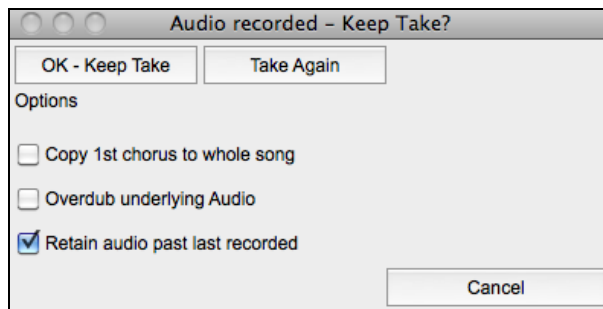 Audio recorded – Keep Take?
OK - Keep Take Take Again
Options
Copy 1st chorus to whole song
Overdub underlying Audio
Retain audio past last recorded
Cancel